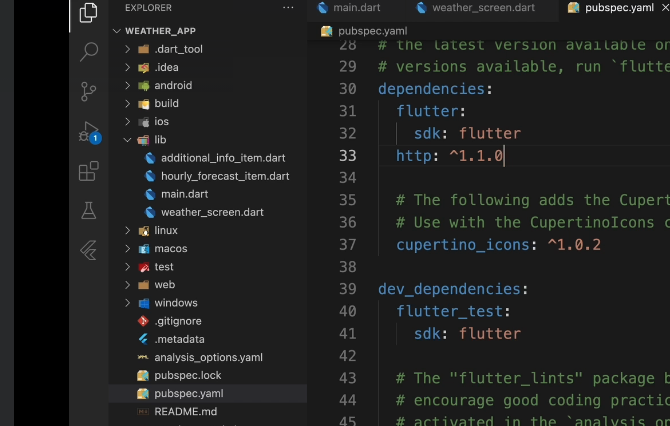 EXPLORER
WEATHER_APP
.dart_tool
.idea
android
build
ios
lib
additional_info_item.dart
hourly_forecast_item.dart
main.dart
weather_screen.dart
linux
macos
test
web
windows
.gitignore
.metadata
analysis_options.yaml
pubspec.lock
pubspec.yaml
README.md
1
main.dart weather_screen.dart pubspec.yaml
pubspec.yaml
28 # the latest version available
29 # versions available, run
30 dependencies:
31 flutter:
32 sdk: flutter
33 http: ^1.1.0
34
35 # The following adds the
36 # Use with the CupertinoIcons
37 cupertino_icons: ^1.0.2
38
39 dev_dependencies:
40 flutter_test:
41 sdk: flutter
42
43 # The "flutter_lints" package
44 # encourage good coding
45 # activated in the